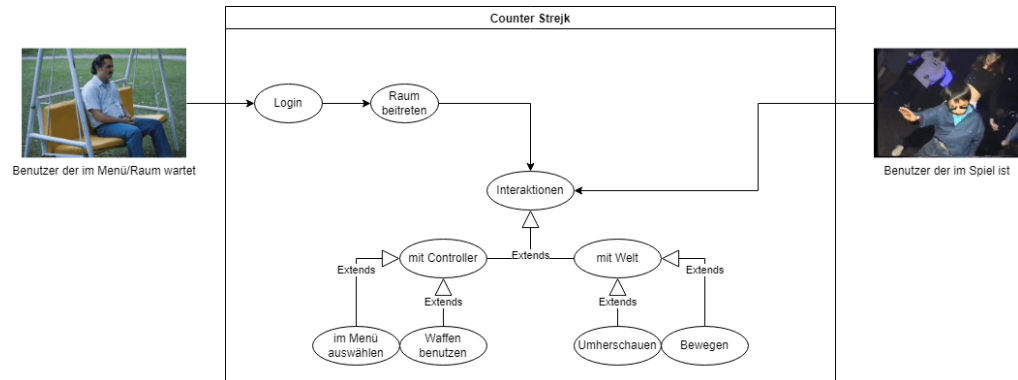 Counter Strejk
Login
Raum
beitreten
Benutzer der im Menü/Raum wartet
Benutzer der im Spiel ist
Interaktionen
Extends
mit Controller
mit Welt
Extends
Extends
Extends
Extends
im Menü
auswählen
Waffen
benutzen
Umherschauen
Bewegen